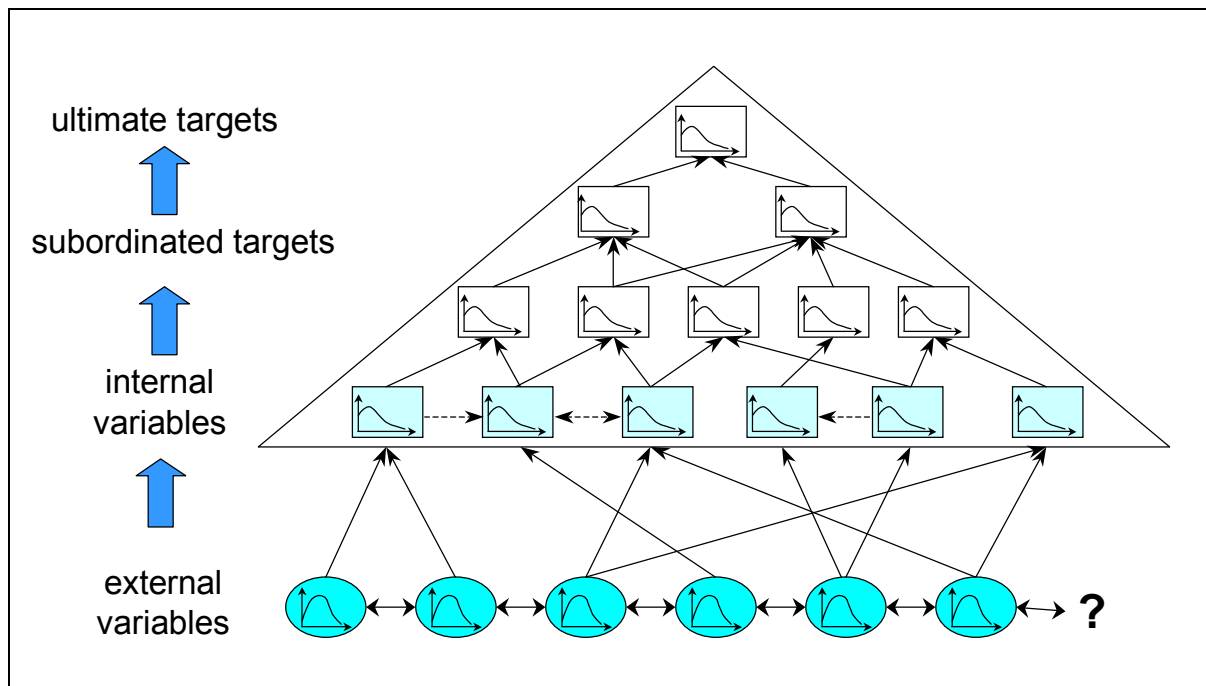 ultimate targets
subordinated targets
internal
variables
external
variables
?